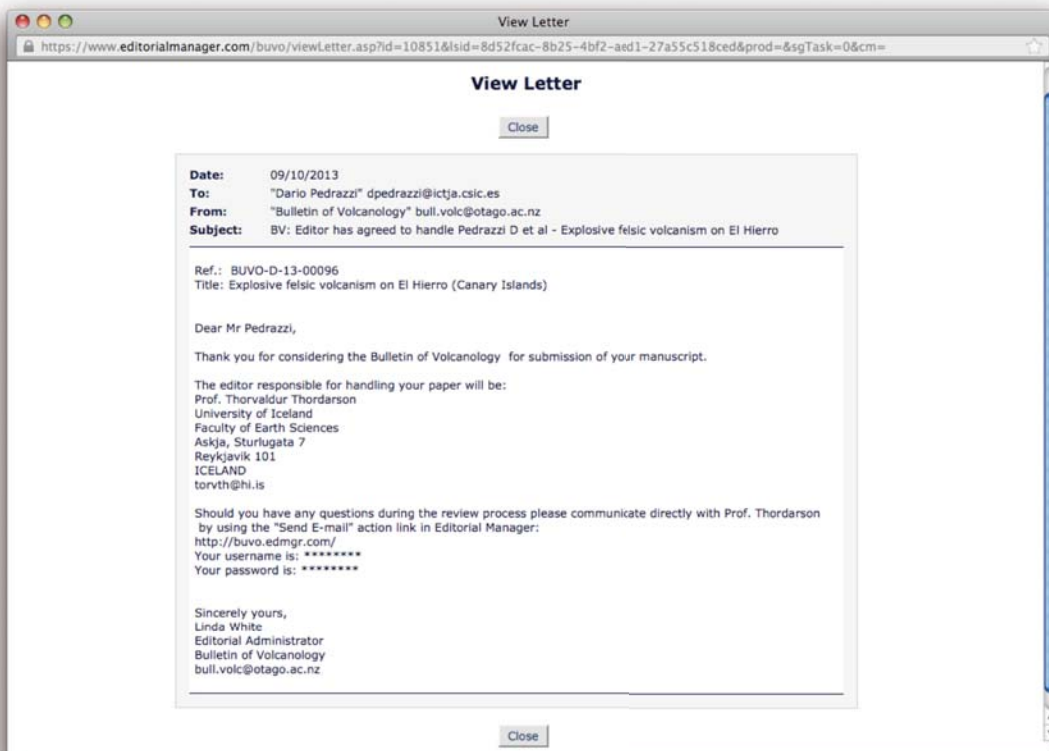 View Letter
https://www.editorialmanager.com/buvo/viewLetter.asp?id=10851&lsid=8d52fcac-8b25-4bf2-aed1-27a55c518ced&prod=&sgTask=0&cm=
View Letter
Close
Date: 09/10/2013
To: "Dario Pedrazzi" dpedrazzi@ictja.csic.es
From: "Bulletin of Volcanology" bull.volc@otago.ac.nz
Subject: BV: Editor has agreed to handle Pedrazzi D et al - Explosive felsic volcanism on El Hierro
Ref.: BUVO-D-13-00096
Title: Explosive felsic volcanism on El Hierro (Canary Islands)
Dear Mr Pedrazzi,
Thank you for considering the Bulletin of Volcanology for submission of your manuscript.
The editor responsible for handling your paper will be:
Prof. Thorvaldur Thordarson
University of Iceland
Faculty of Earth Sciences
Askja, Sturlugata 7
Reykjavik 101
ICELAND
torvth@hi.is
Should you have any questions during the review process please communicate directly with Prof. Thordarson
by using the "Send E-mail" action link in Editorial Manager:
http://buvo.edmgr.com/
Your username is: ********
Your password is: ********
Sincerely yours,
Linda White
Editorial Administrator
Bulletin of Volcanology
bull.volc@otago.ac.nz
Close